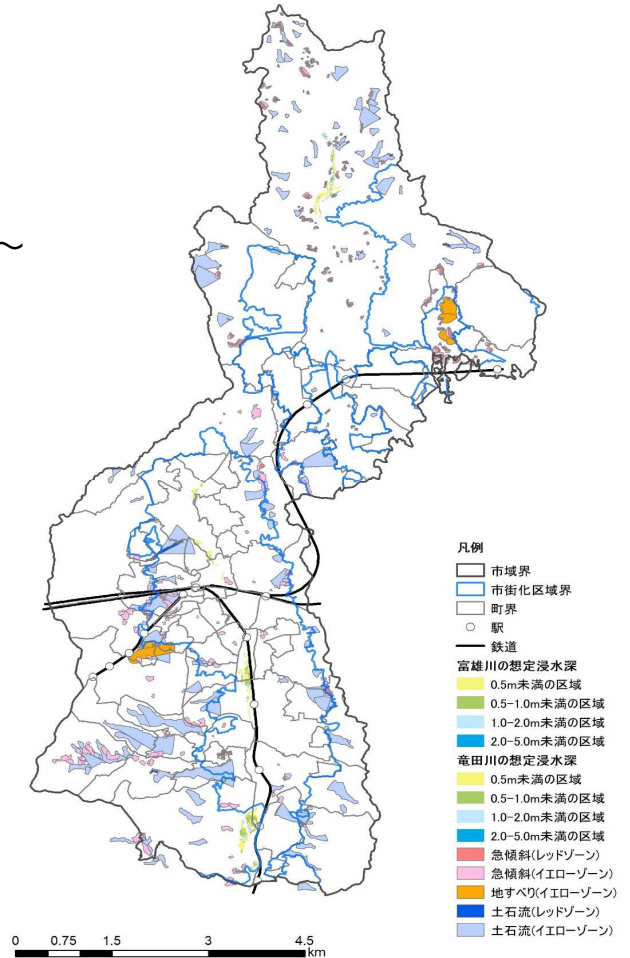 凡例
市域界
市街化区域界
町界
駅
鉄道
富雄川の想定浸水深
0.5m未満の区域
0.5-1.0m未満の区域
1.0-2.0m未満の区域
2.0-5.0m未満の区域
竜田川の想定浸水深
0.5m未満の区域
0.5-1.0m未満の区域
1.0-2.0m未満の区域
2.0-5.0m未満の区域
急傾斜(レッドゾーン)
急傾斜(イエローゾーン)
地すべり(イエローゾーン)
土石流(レッドゾーン)
土石流(イエローゾーン)
0 0.75 1.5 3 4.5
km